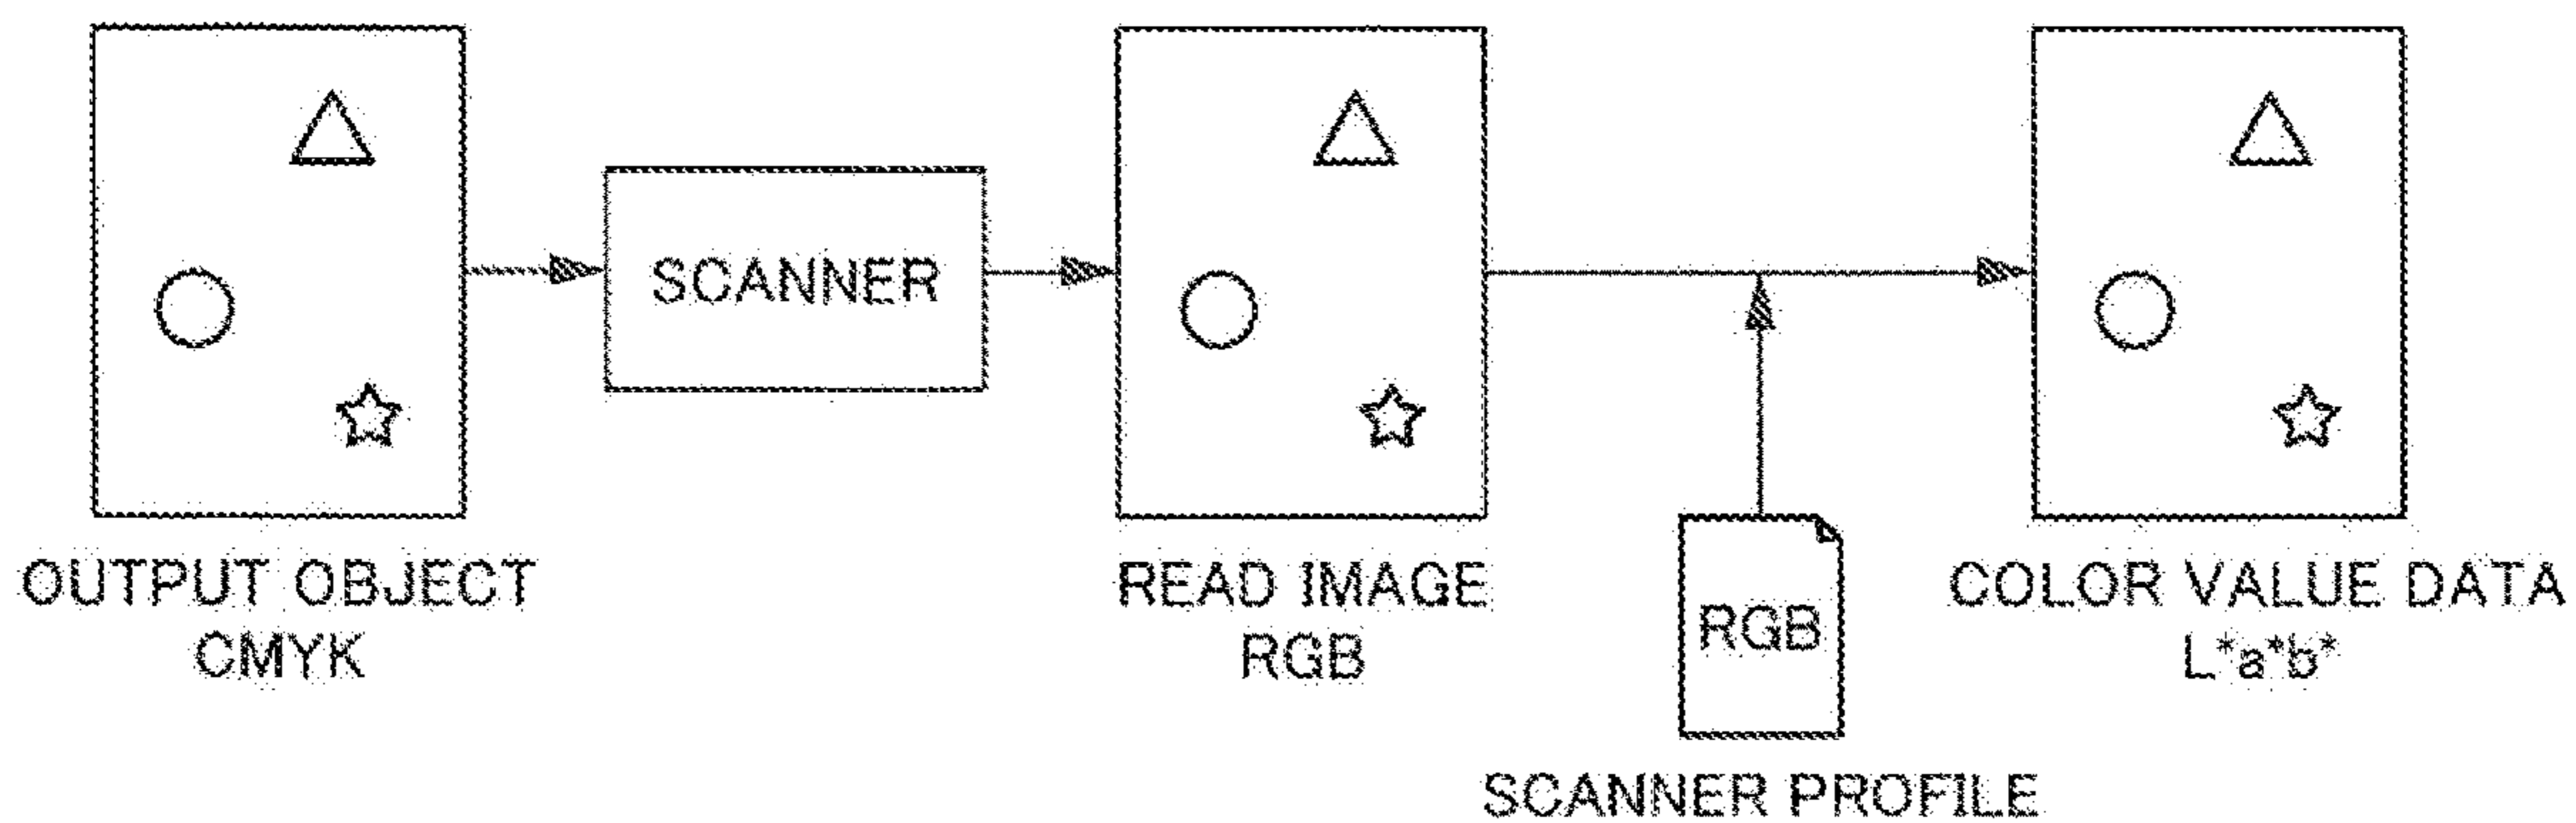 SCANNER
OUTPUT OBJECT
CMYK
READ IMAGE
RGB
RGB
SCANNER PROFILE
COLOR VALUE DATA
L*a*b*